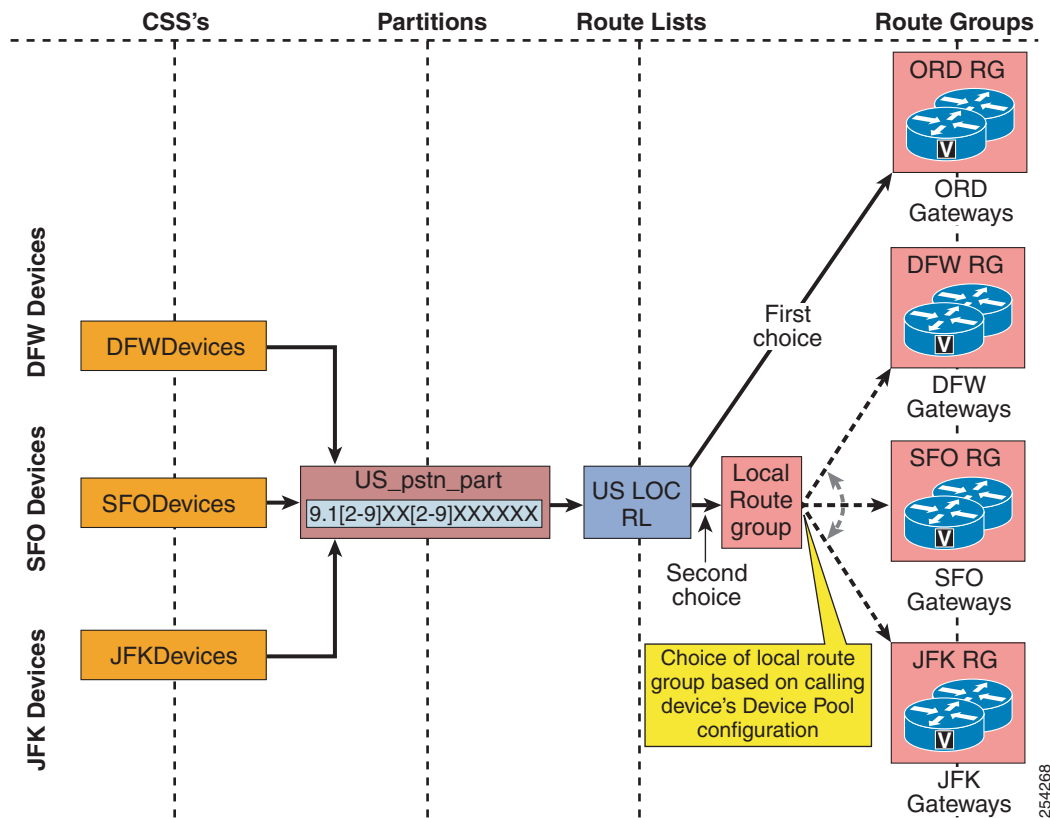 CSS's
Partitions
Route Lists
Route Groups
ORD RG
V
ORD
Gateways
DFW Devices
DFWDevices
First
choice
DFW RG
V
DFW
Gateways
SFO Devices
SFODevices
US_pstn_part
9.1[2-9]XX[2-9]XXXXXX
US LOC
RL
Second
choice
Local
Route
group
SFO RG
V
SFO
Gateways
JFK Devices
JFKDevices
Choice of local route
group based on calling
device's Device Pool
configuration
JFK RG
V
JFK
Gateways
254268